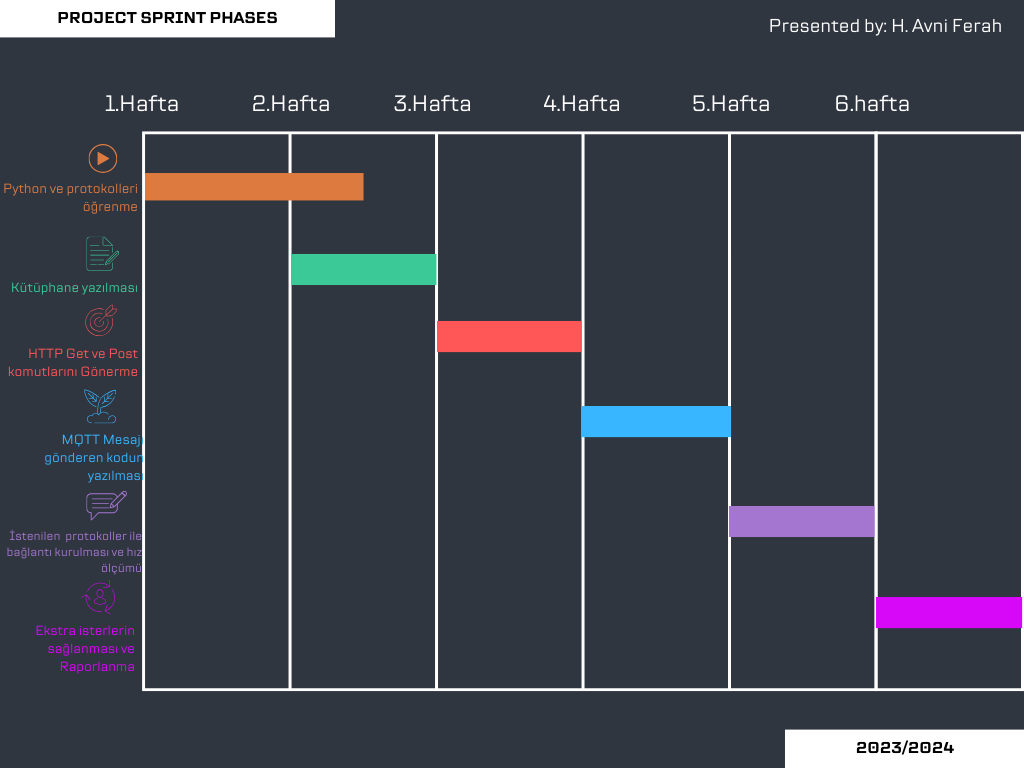 PROJECT SPRINT PHASES
Presented by: H. Avni Ferah
1.Hafta
2.Hafta
3.Hafta
4.Hafta
5.Hafta
6.hafta
Python ve protokolleri
öğrenme
Kütüphane yazılması
HTTP Get ve Post
komutlarını Gönerme
MQTT Mesajı
gönderen kodun
yazılması
İstenilen protokoller ile
bağlantı kurulması ve hız
ölçümü
Ekstra isterlerin
sağlanması ve
Raporlanma
2023/2024